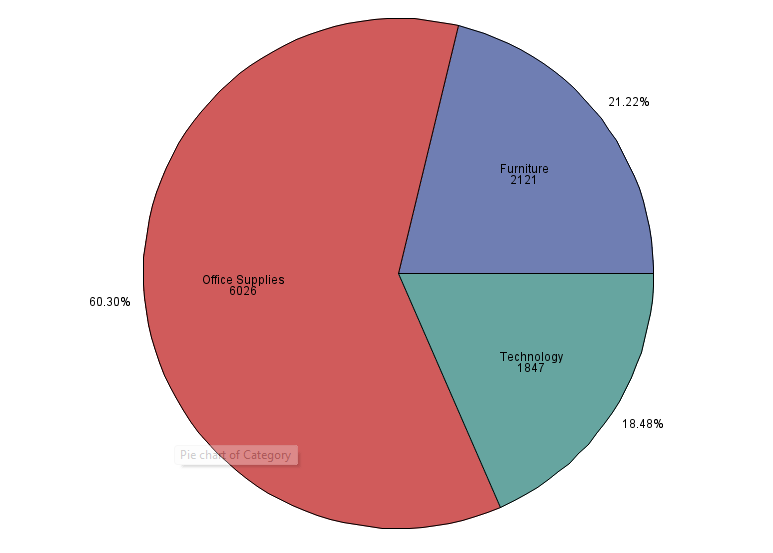 21.22%
Furniture
2121
Office Supplies
6026
60.30%
Technology
1847
18.48%
Pie chart of Category